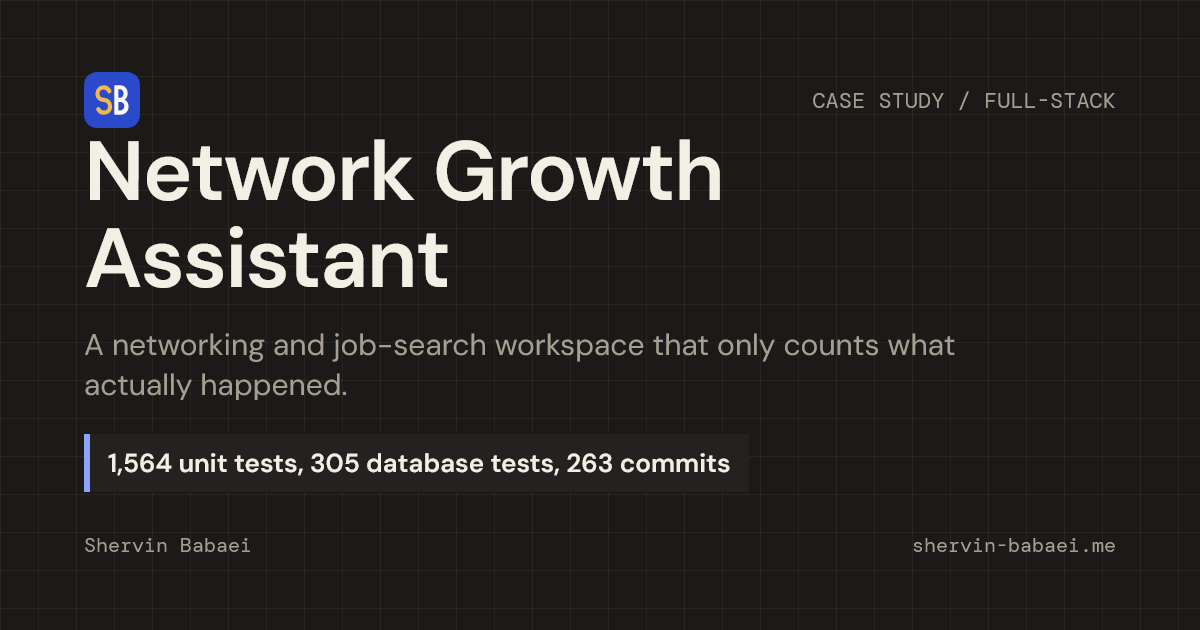 SB
CASE STUDY / FULL-STACK
Network Growth
Assistant
A networking and job-search workspace that only counts what
actually happened.
1,564 unit tests, 305 database tests, 263 commits
Shervin Babaei
shervin-babaei.me